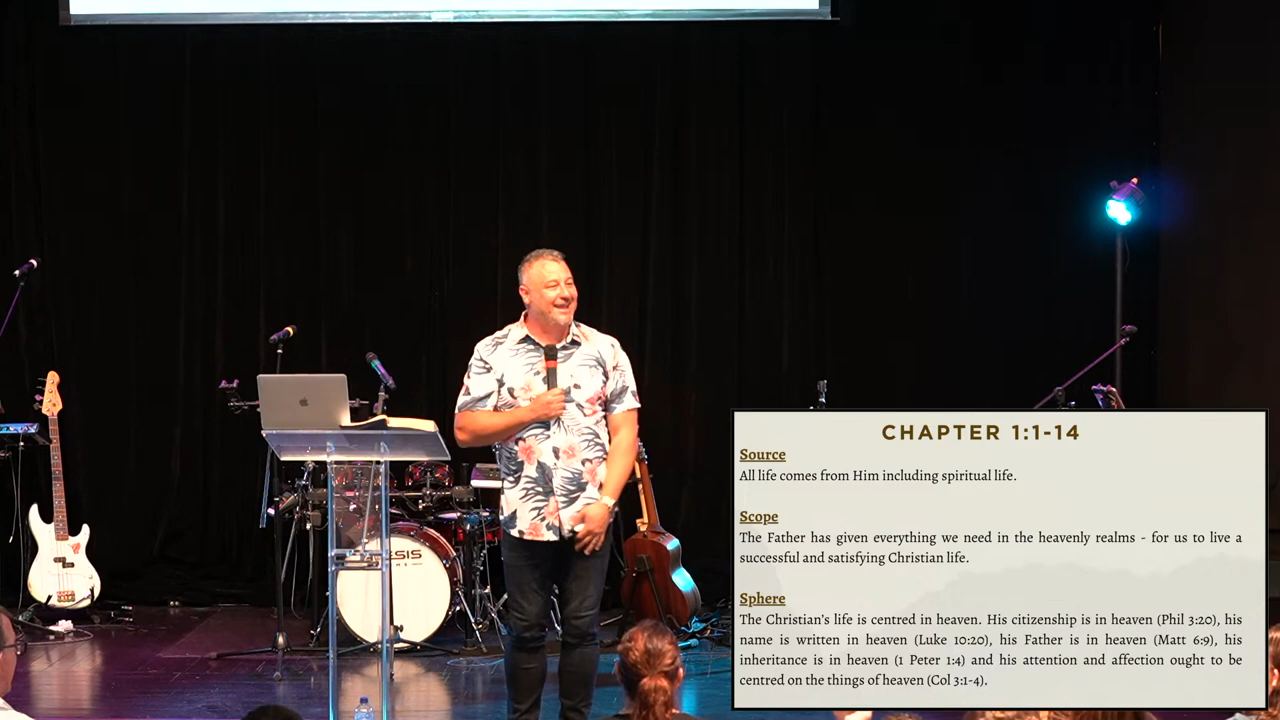 CHAPTER 1:1-14
Source
All life comes from Him including spiritual life.
Scope
The Father has given everything we need in the heavenly realms - for us to live a
successful and satisfying Christian life.
Sphere
The Christian's life is centred in heaven. His citizenship is in heaven (Phil 3:20), his
name is written in heaven (Luke 10:20), his Father is in heaven (Matt 6:9), his
inheritance is in heaven (1 Peter 1:4) and his attention and affection ought to be
centred on the things of heaven (Col 3:1-4).